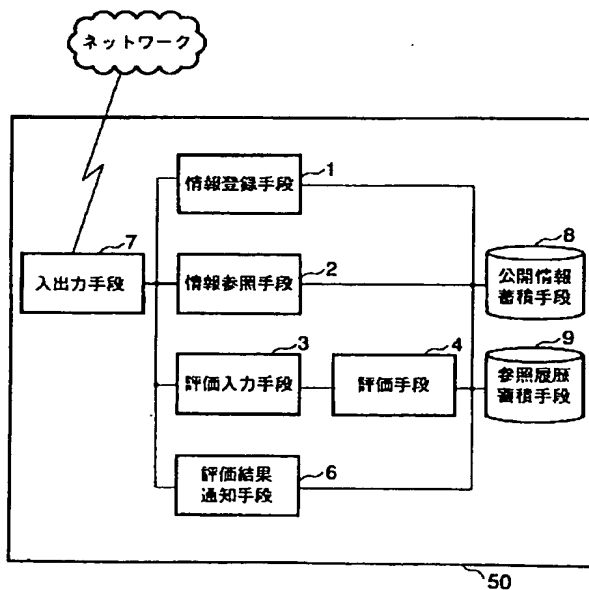 ネットワーク
1
情報登録手段
7
入出力手段
2
情報参照手段
8
公開情報
蓄積手段
3
評価入力手段
4
評価手段
9
参照履歴
蓄積手段
6
評価結果
通知手段
50